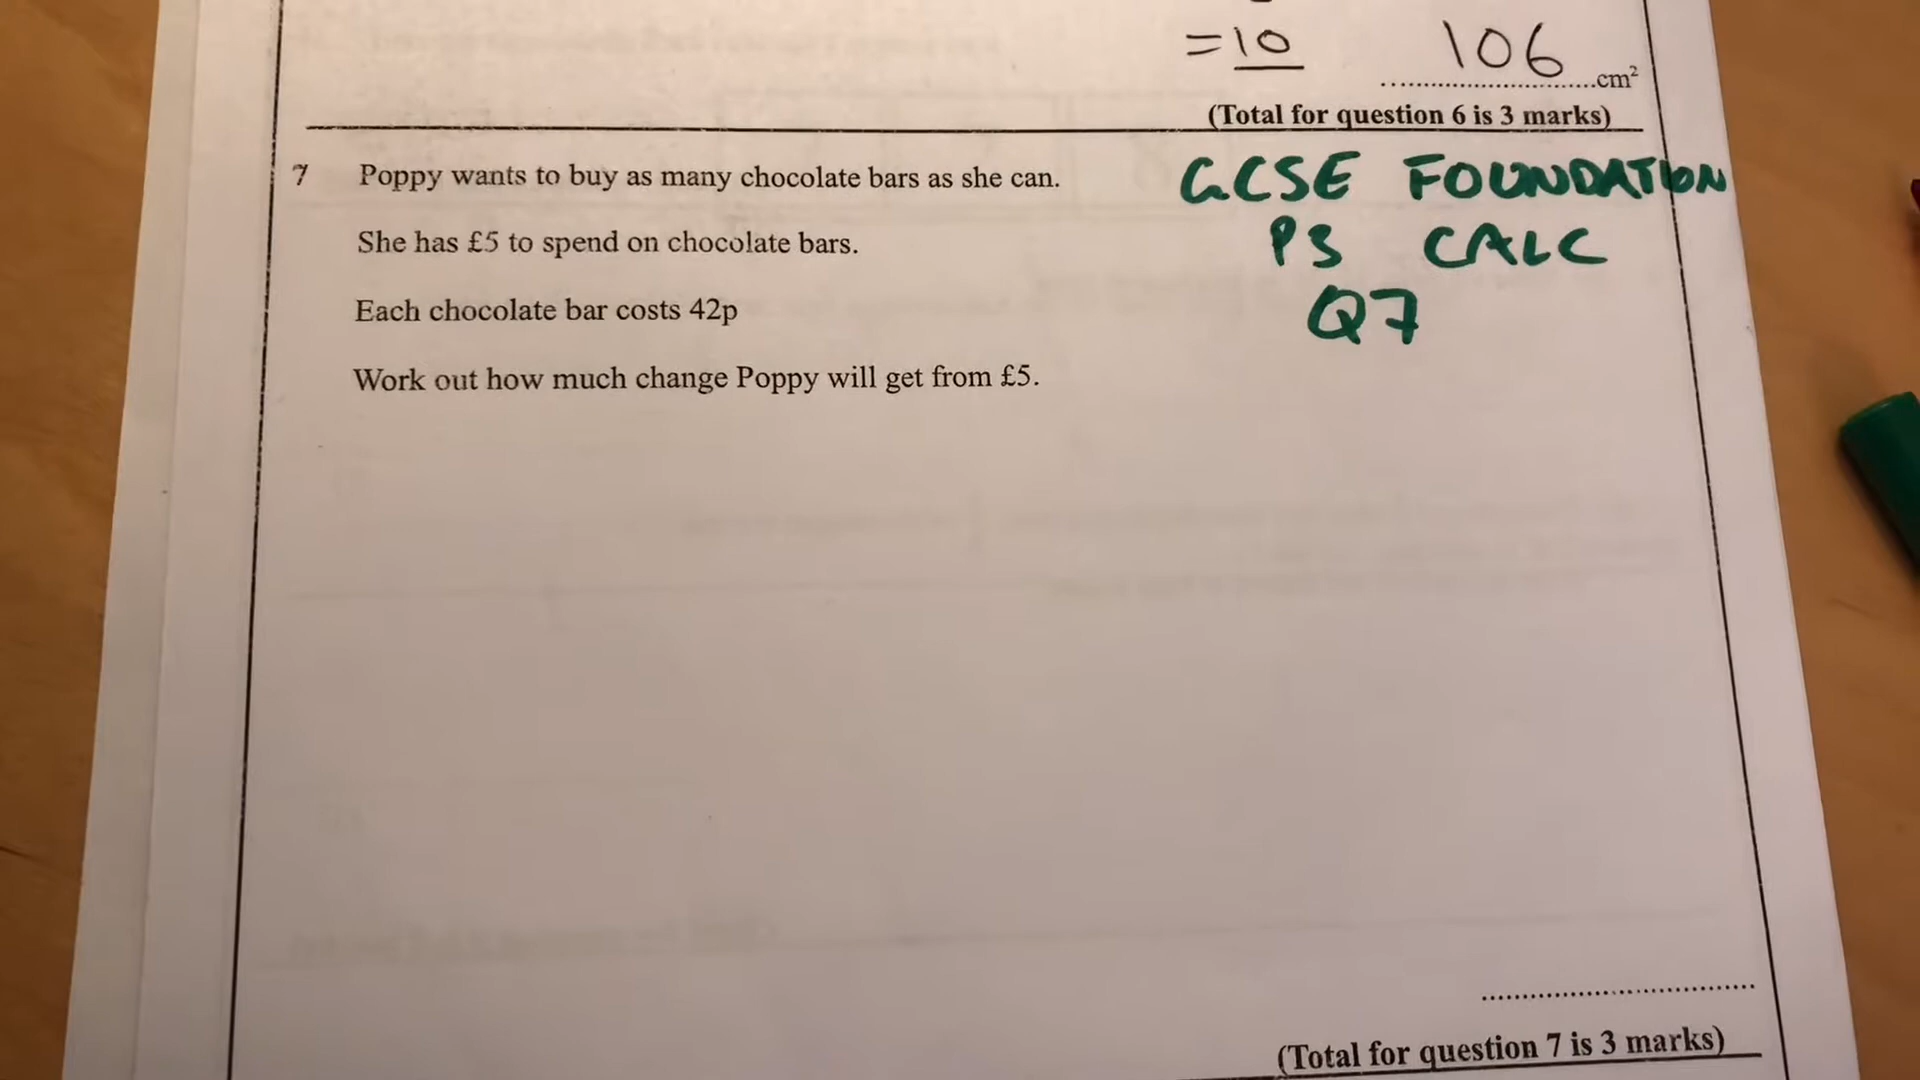 = 10
106
..............................cm²
(Total for question 6 is 3 marks)
7 Poppy wants to buy as many chocolate bars as she can.
She has £5 to spend on chocolate bars.
Each chocolate bar costs 42p
Work out how much change Poppy will get from £5.
GCSE FOUNDATION
P3 CALC
Q7
(Total for question 7 is 3 marks)